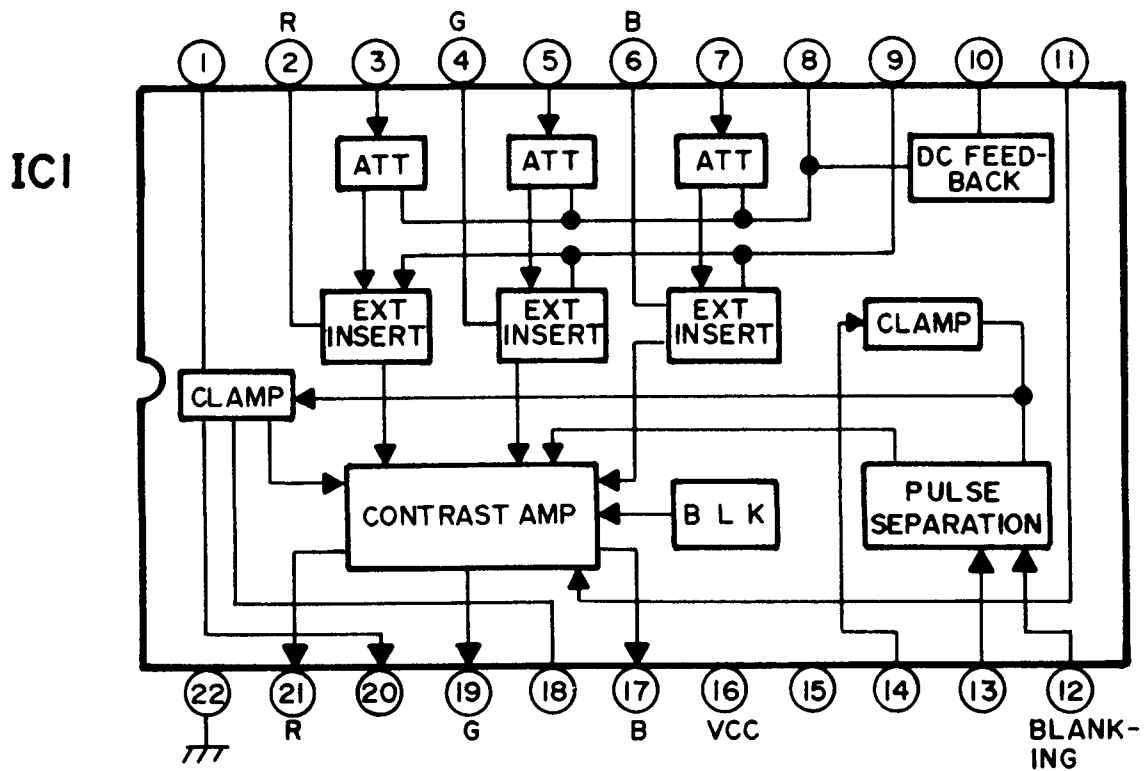 R G B
1 2 3 4 5 6 7 8 9 10 11
IC1
ATT ATT ATT
DC FEED-
BACK
EXT
INSERT
EXT
INSERT
EXT
INSERT
CLAMP
CLAMP
CONTRAST AMP
B L K
PULSE
SEPARATION
22 21 20 19 18 17 16 15 14 13 12
R G B VCC BLANK-
ING